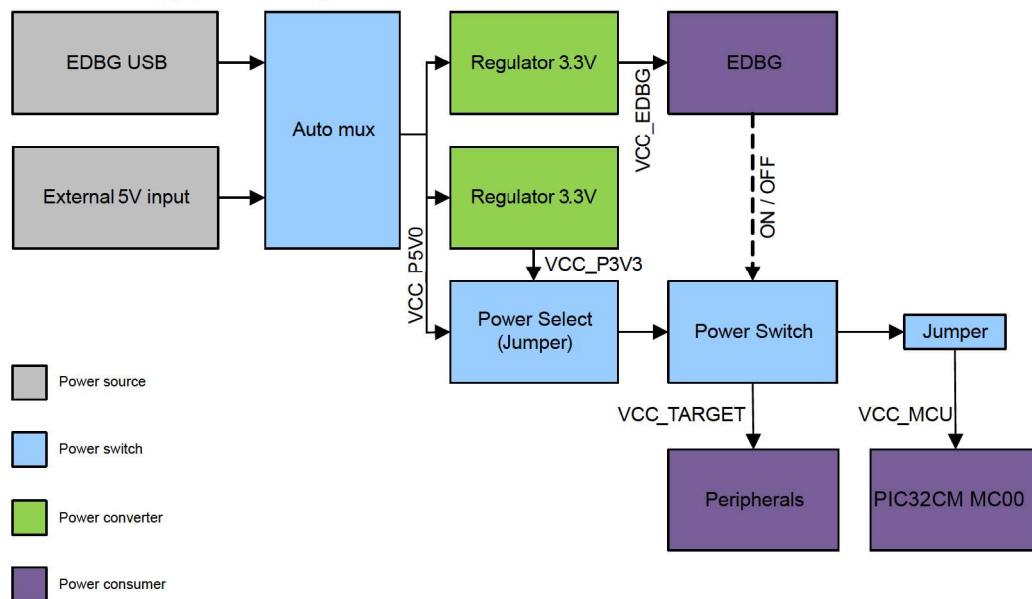 EDBG USB
Auto mux
Regulator 3.3V
VCC_EDBG
EDBG
External 5V input
Regulator 3.3V
ON / OFF
VCC_P5V0
VCC_P3V3
Power Select
(Jumper)
Power Switch
Jumper
Power source
VCC_TARGET
VCC_MCU
Power switch
Peripherals
PIC32CM MC00
Power converter
Power consumer